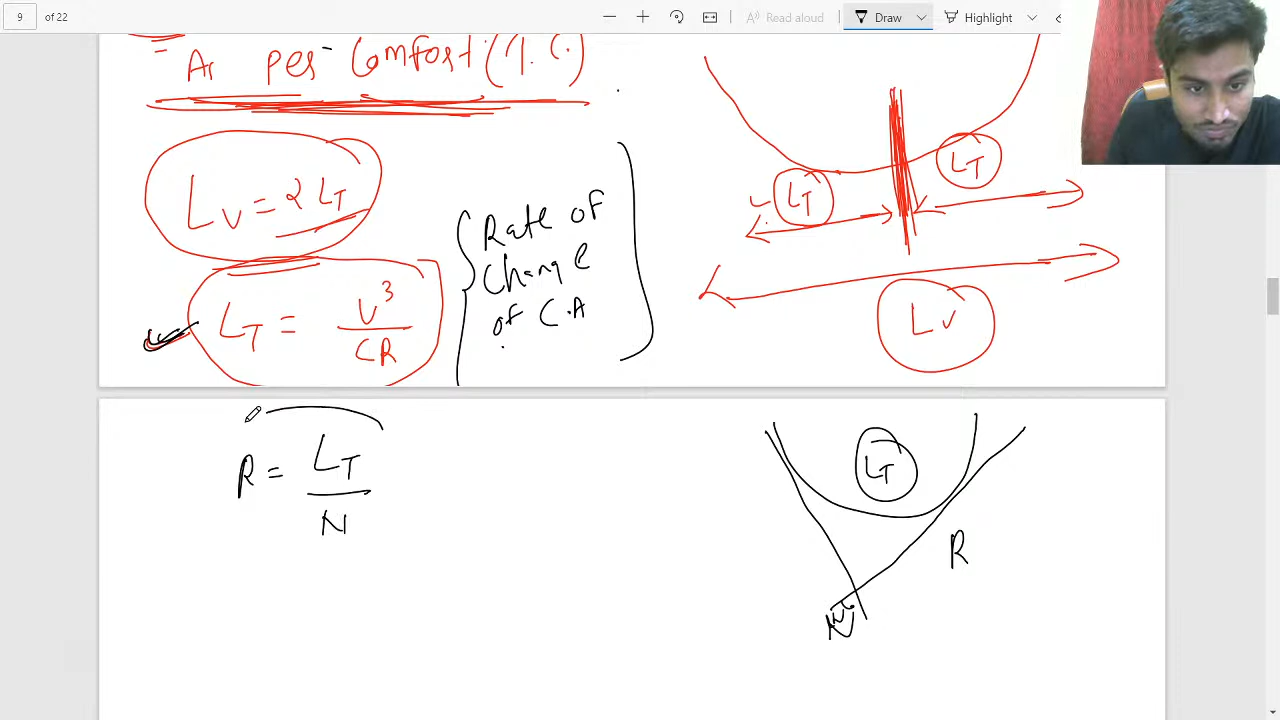 9 of 22
Read aloud
Draw
Highlight
As per Comfort (
Lv = 2 LT
LT = V³ / CR
Rate of
Change
of C.A
LT
LT
Lv
R = LT / N
LT
R
N